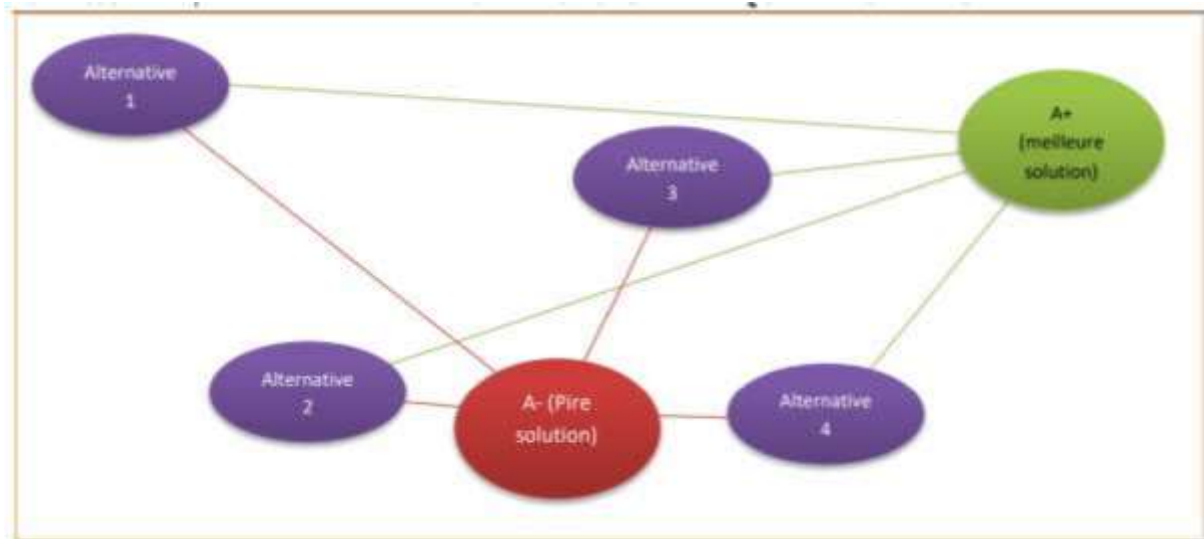 Alternative
1
A+
(meilleure
solution)
Alternative
3
Alternative
2
A- (Pire
solution)
Alternative
4